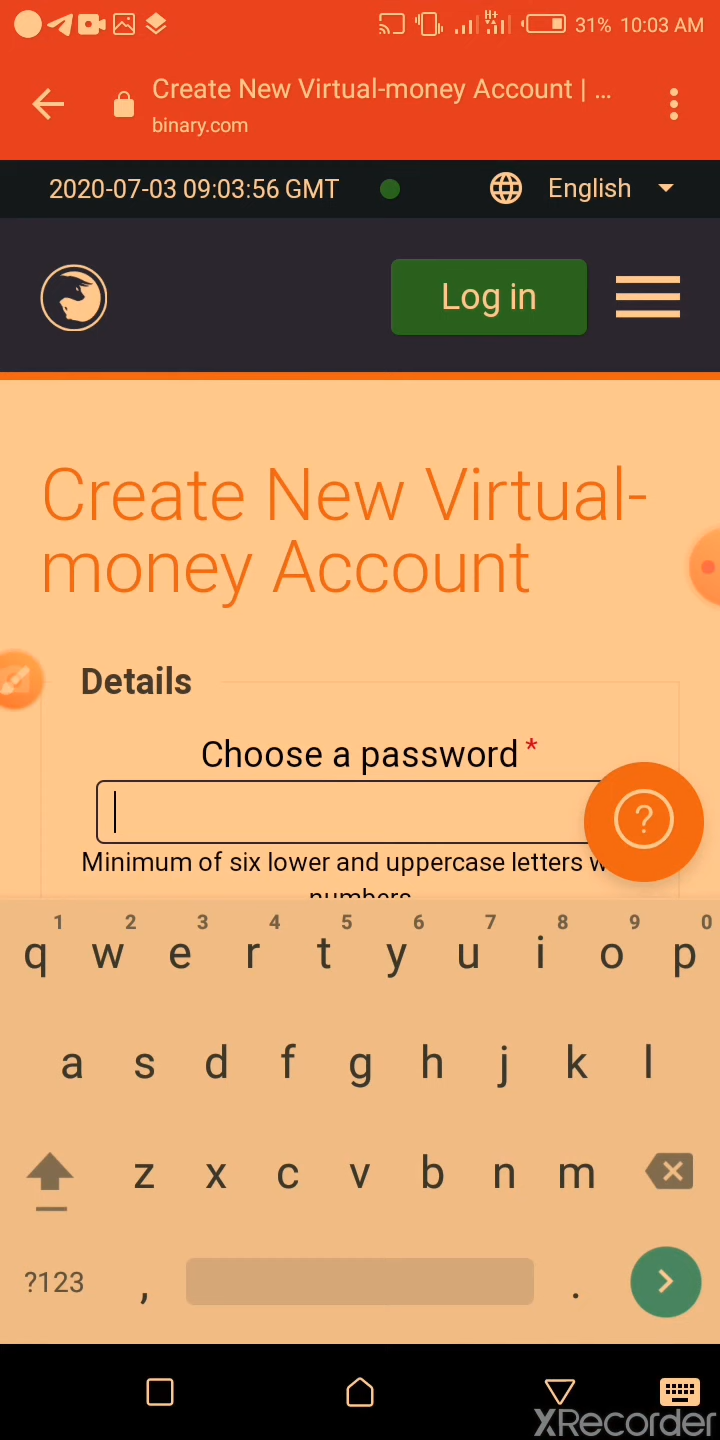 H+
31% 10:03 AM
Create New Virtual-money Account | ...
binary.com
2020-07-03 09:03:56 GMT
English
Log in
Create New Virtual-
money Account
Details
Choose a password *
?
Minimum of six lower and uppercase letters
numbers
1 2 3 4 5 6 7 8 9 0
q w e r t y u i o p
a s d f g h j k l
z x c v b n m
?123 , .
XRecorder